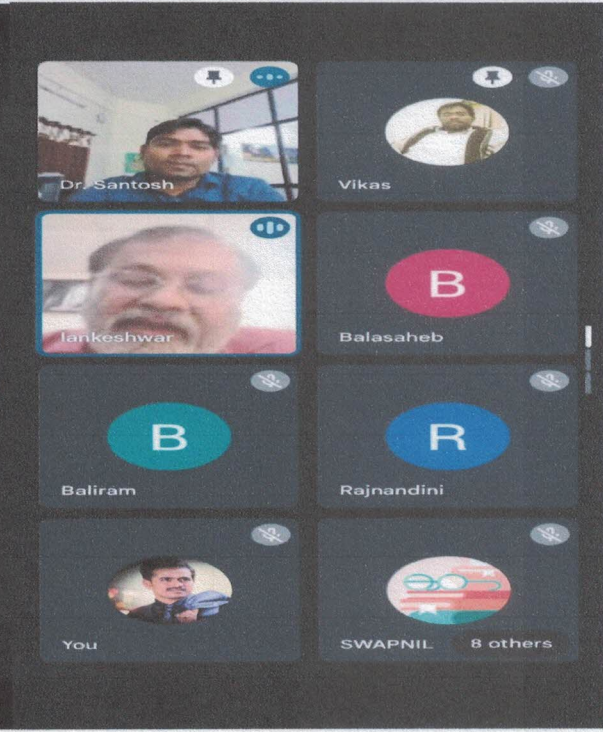 Dr. Santosh
Vikas
lankeshwar
B
Balasaheb
B
Baliram
R
Rajnandini
You
SWAPNIL
8 others